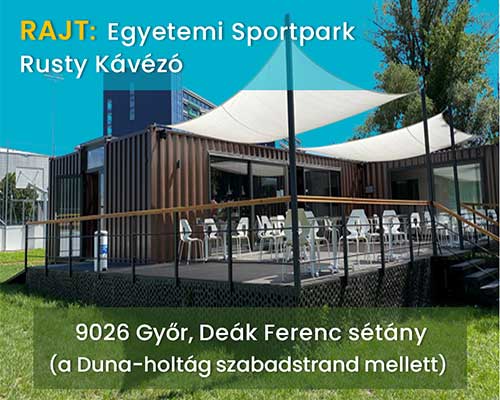 RAJT: Egyetemi Sportpark
Rusty Kávézó
9026 Győr, Deák Ferenc sétány
(a Duna-holtág szabadstrand mellett)